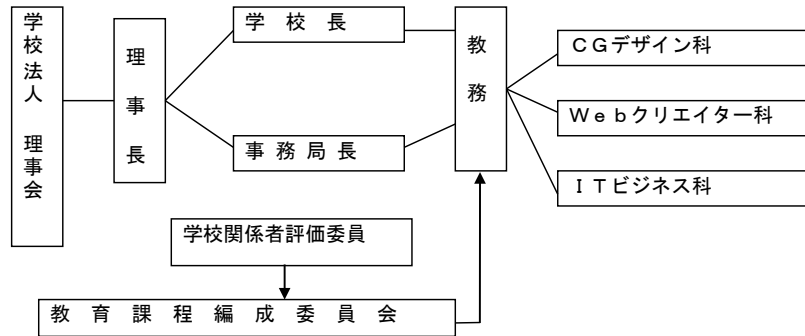 学校法人 理事会
理事長
学校長
事務局長
教務
CGデザイン科
Webクリエイター科
ITビジネス科
学校関係者評価委員
教育課程編成委員会